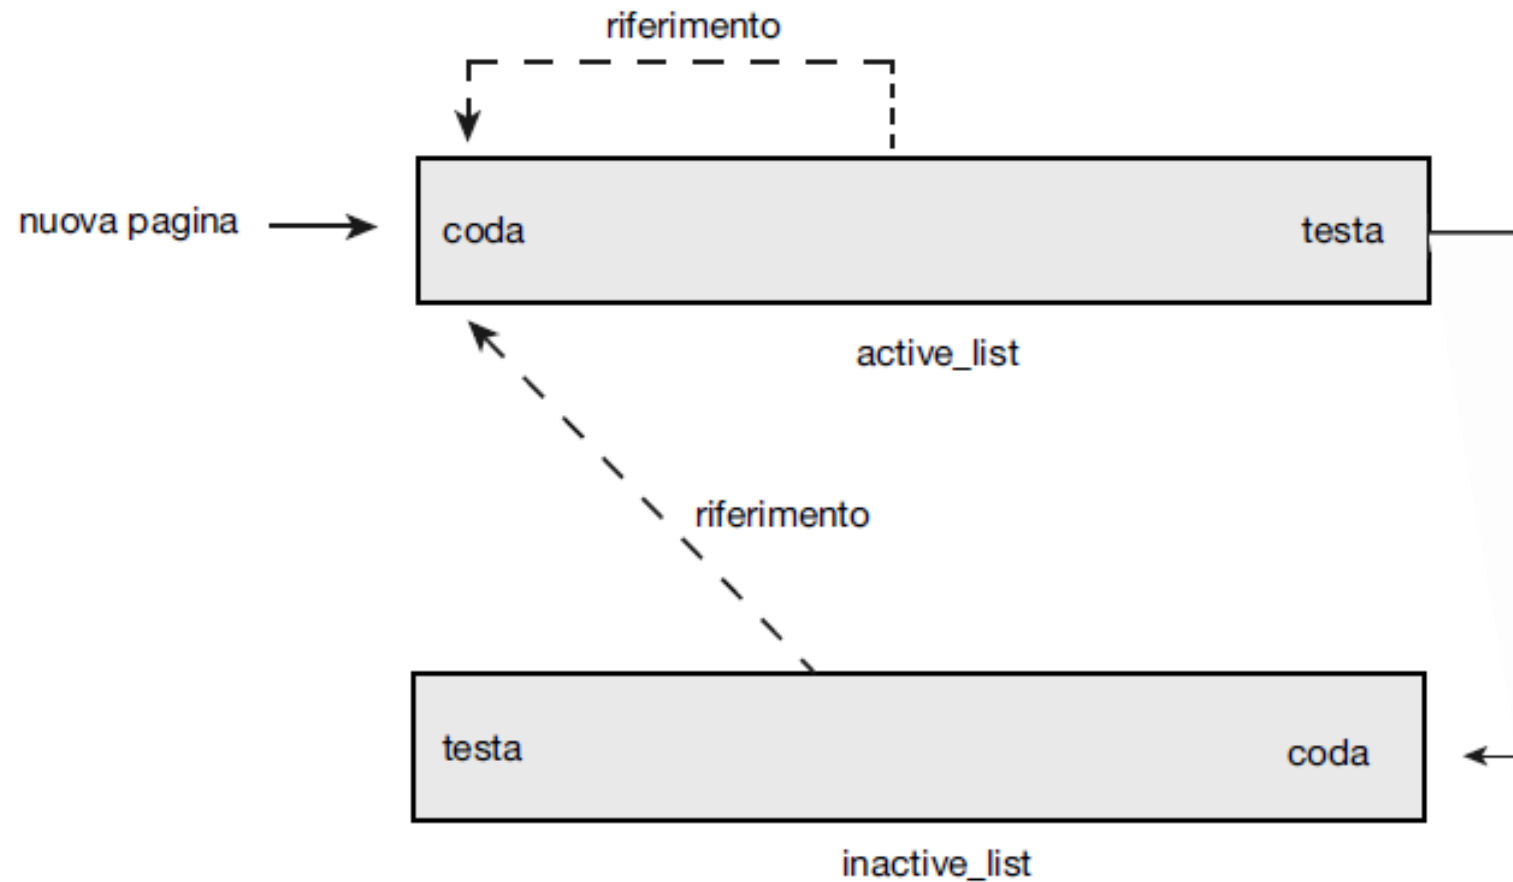 riferimento
nuova pagina
coda
testa
active_list
riferimento
testa
coda
inactive_list